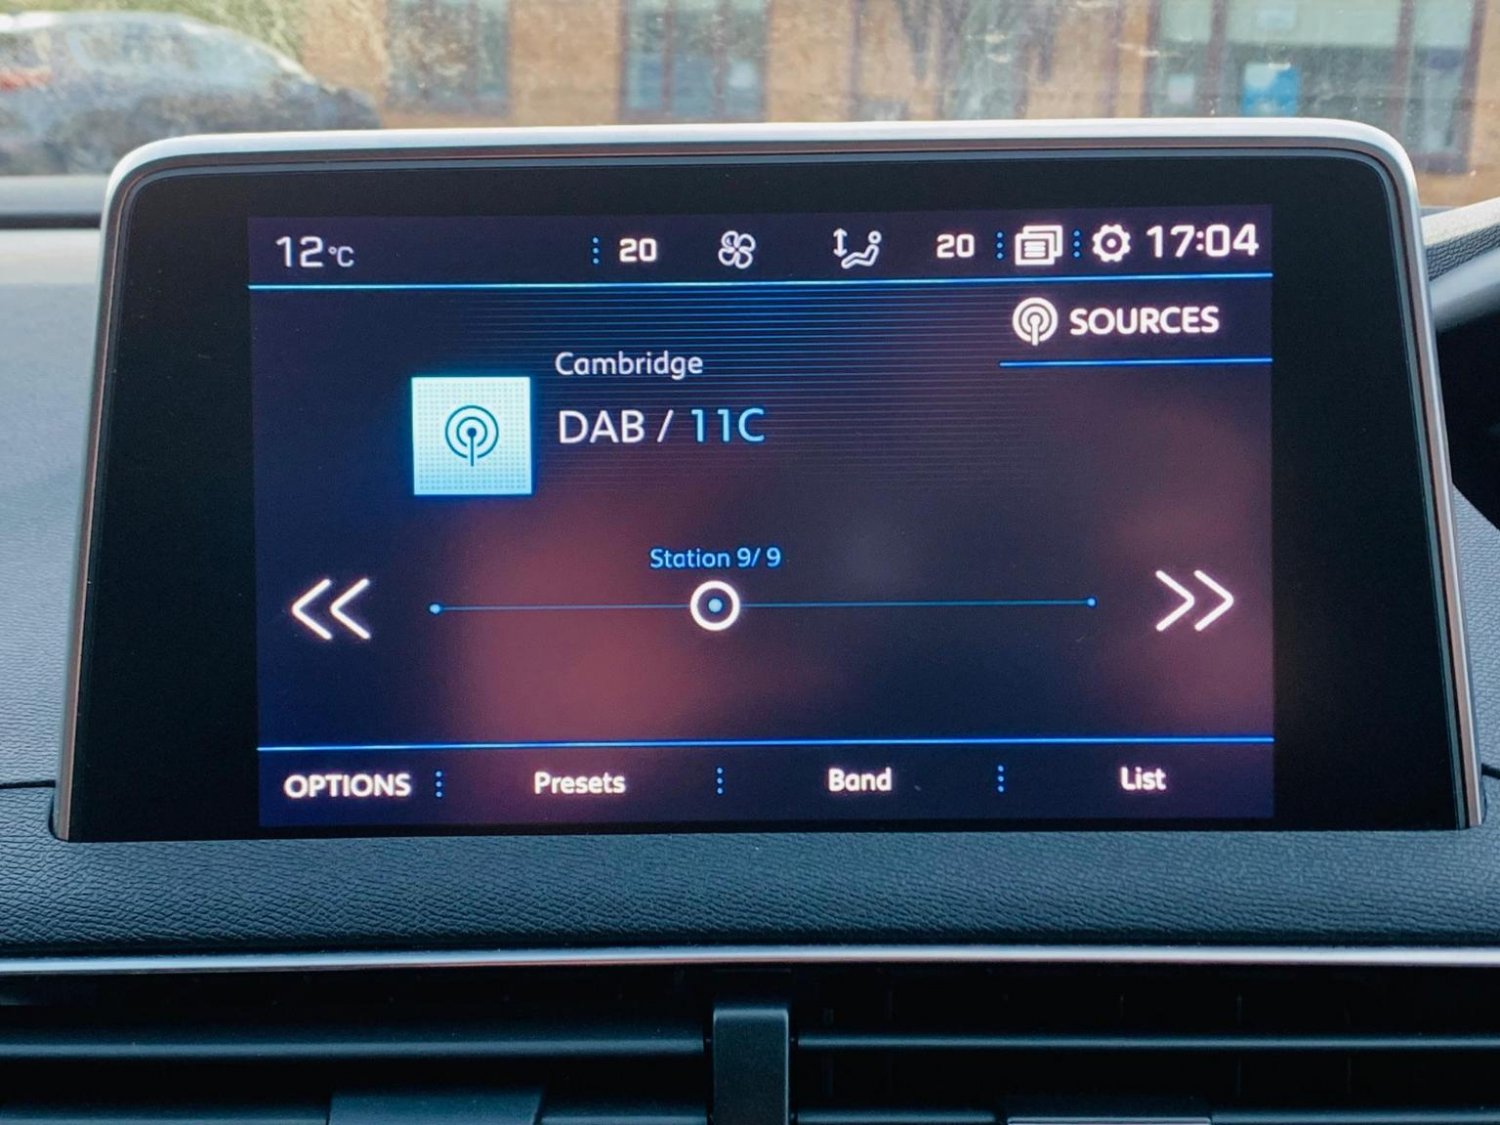 12°C 20 20 17:04
SOURCES
Cambridge
DAB / 11C
Station 9/ 9
OPTIONS Presets Band List